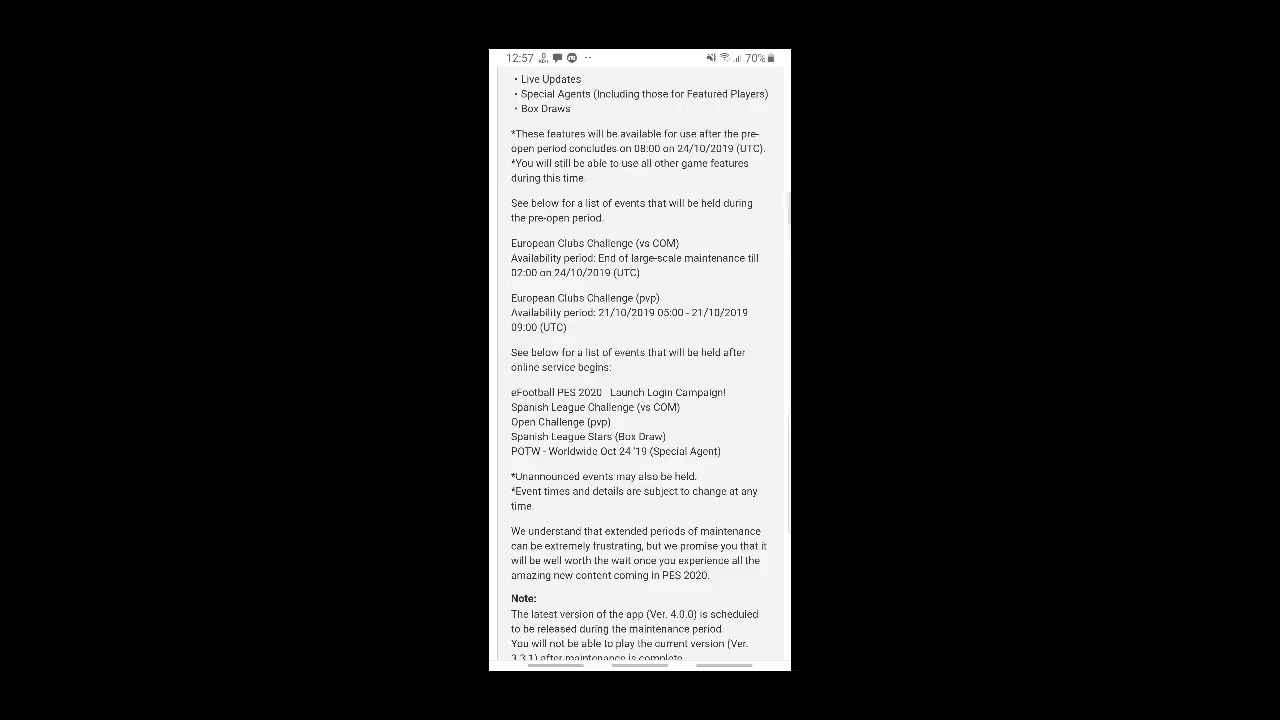 12:57 70%
・Live Updates
・Special Agents (Including those for Featured Players)
・Box Draws
*These features will be available for use after the pre-
open period concludes on 08:00 on 24/10/2019 (UTC).
*You will still be able to use all other game features
during this time.
See below for a list of events that will be held during
the pre-open period.
European Clubs Challenge (vs COM)
Availability period: End of large-scale maintenance till
02:00 on 24/10/2019 (UTC)
European Clubs Challenge (pvp)
Availability period: 21/10/2019 05:00 - 21/10/2019
09:00 (UTC)
See below for a list of events that will be held after
online service begins:
eFootball PES 2020 Launch Login Campaign!
Spanish League Challenge (vs COM)
Open Challenge (pvp)
Spanish League Stars (Box Draw)
POTW - Worldwide Oct 24 '19 (Special Agent)
*Unannounced events may also be held.
*Event times and details are subject to change at any
time.
We understand that extended periods of maintenance
can be extremely frustrating, but we promise you that it
will be well worth the wait once you experience all the
amazing new content coming in PES 2020.
Note:
The latest version of the app (Ver. 4.0.0) is scheduled
to be released during the maintenance period.
You will not be able to play the current version (Ver.
3.3.1) after maintenance is complete.